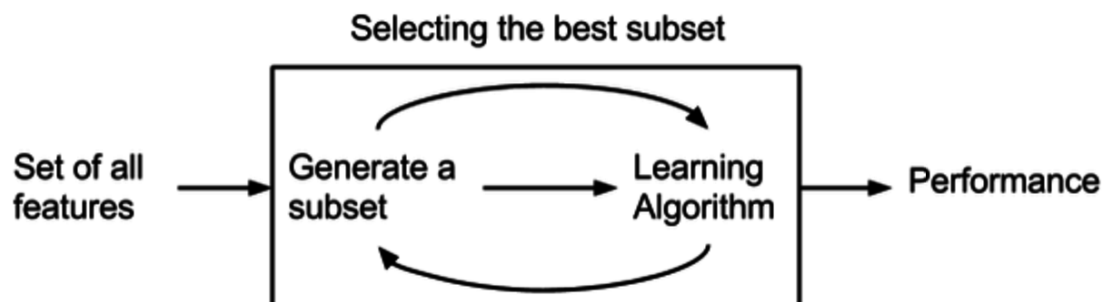 Selecting the best subset
Set of all
features
Generate a
subset
Learning
Algorithm
Performance